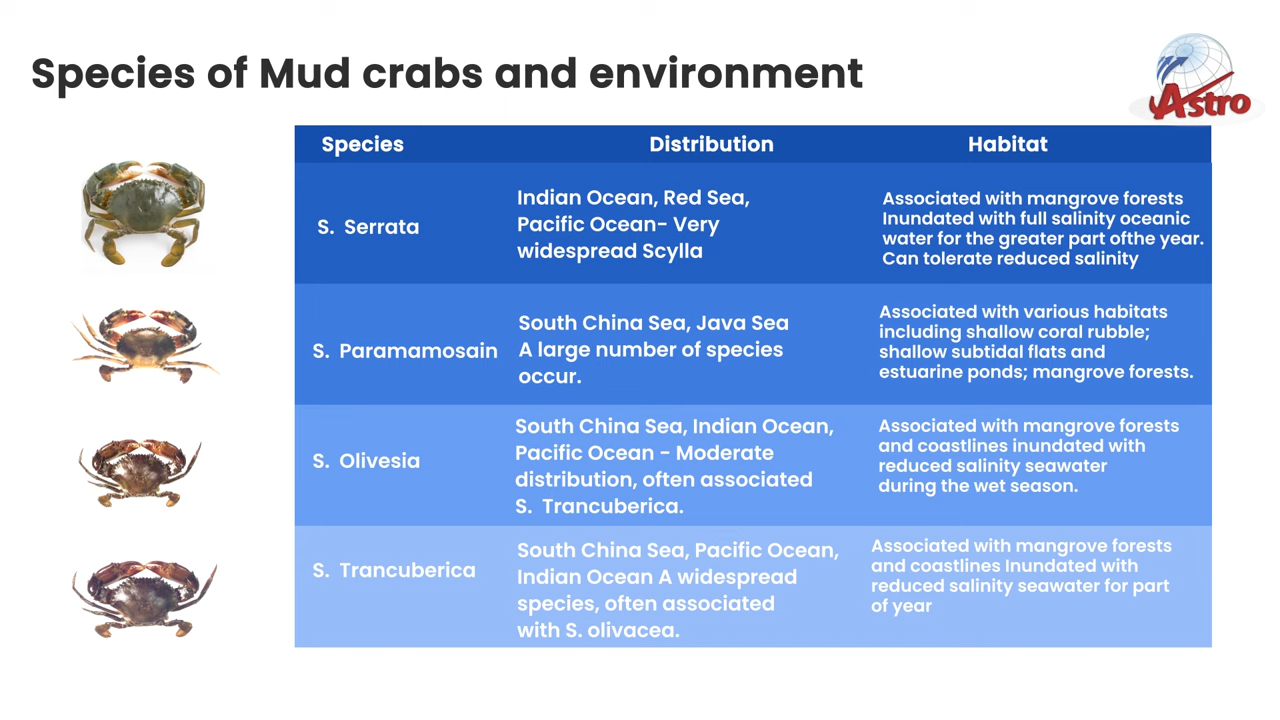 Species of Mud crabs and environment
Astro
Species Distribution Habitat
S. Serrata
Indian Ocean, Red Sea,
Pacific Ocean- Very
widespread Scylla
Associated with mangrove forests
Inundated with full salinity oceanic
water for the greater part ofthe year.
Can tolerate reduced salinity
S. Paramamosain
South China Sea, Java Sea
A large number of species
occur.
Associated with various habitats
including shallow coral rubble;
shallow subtidal flats and
estuarine ponds; mangrove forests.
S. Olivesia
South China Sea, Indian Ocean,
Pacific Ocean - Moderate
distribution, often associated
S. Trancuberica.
Associated with mangrove forests
and coastlines inundated with
reduced salinity seawater
during the wet season.
S. Trancuberica
South China Sea, Pacific Ocean,
Indian Ocean A widespread
species, often associated
with S. olivacea.
Associated with mangrove forests
and coastlines Inundated with
reduced salinity seawater for part
of year